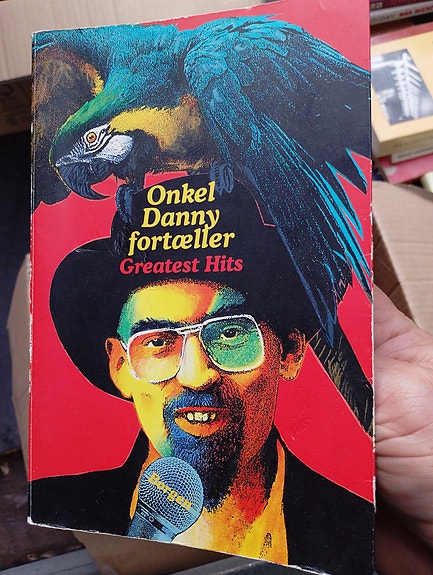 Onkel
Danny
fortæller
Greatest Hits
Borgen